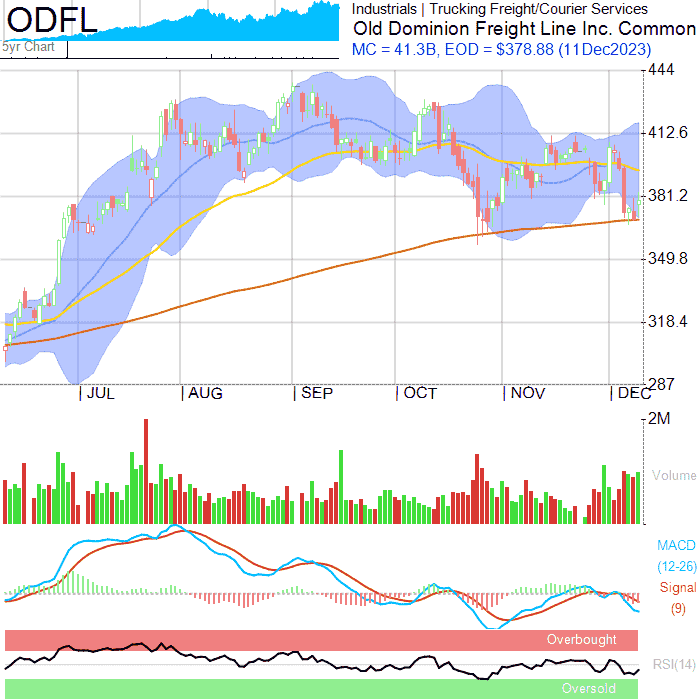 ODFL
5yr Chart
Industrials | Trucking Freight/Courier Services
Old Dominion Freight Line Inc. Common
MC = 41.3B, EOD = $378.88 (11Dec2023)
444
412.6
381.2
349.8
318.4
287
JUL
AUG
SEP
OCT
NOV
DEC
2M
Volume
MACD
(12-26)
Signal
(9)
Overbought
RSI(14)
Oversold